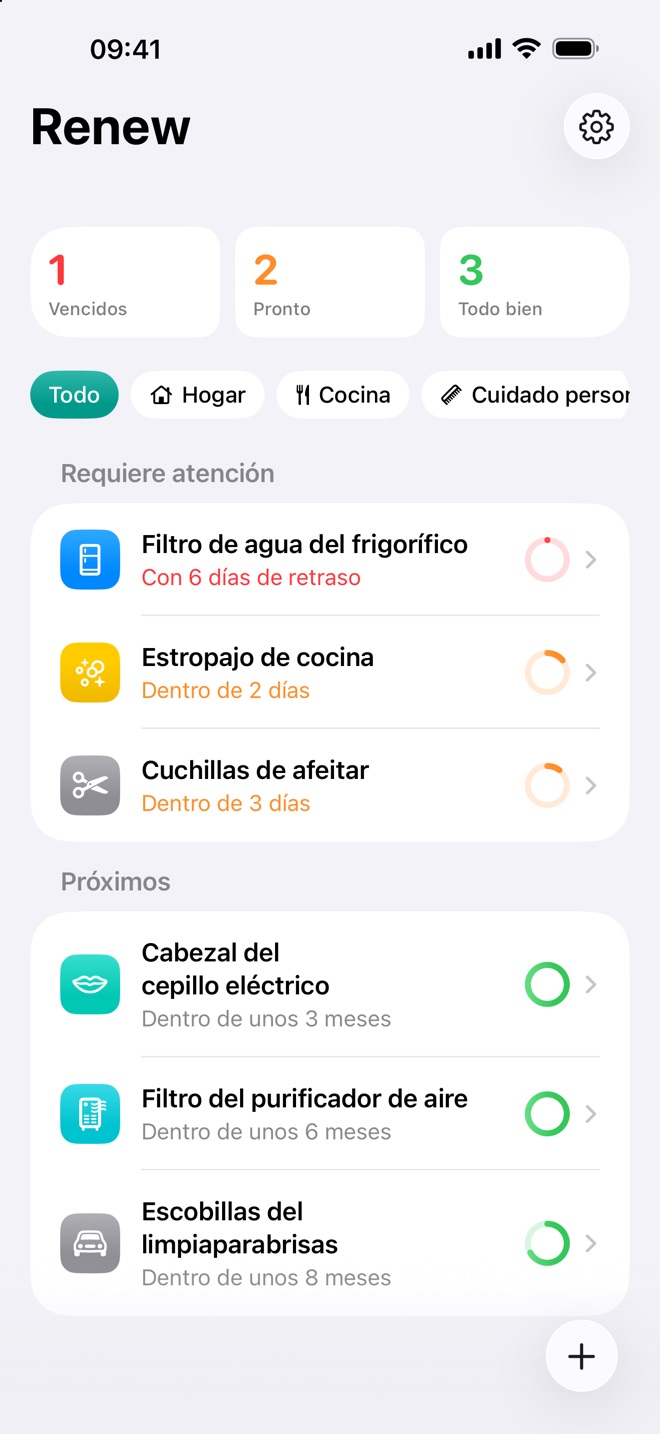 09:41
Renew
1
Vencidos
2
Pronto
3
Todo bien
Todo
Hogar
Cocina
Cuidado person
Requiere atención
Filtro de agua del frigorífico
Con 6 días de retraso
Estropajo de cocina
Dentro de 2 días
Cuchillas de afeitar
Dentro de 3 días
Próximos
Cabezal del
cepillo eléctrico
Dentro de unos 3 meses
Filtro del purificador de aire
Dentro de unos 6 meses
Escobillas del
limpiaparabrisas
Dentro de unos 8 meses